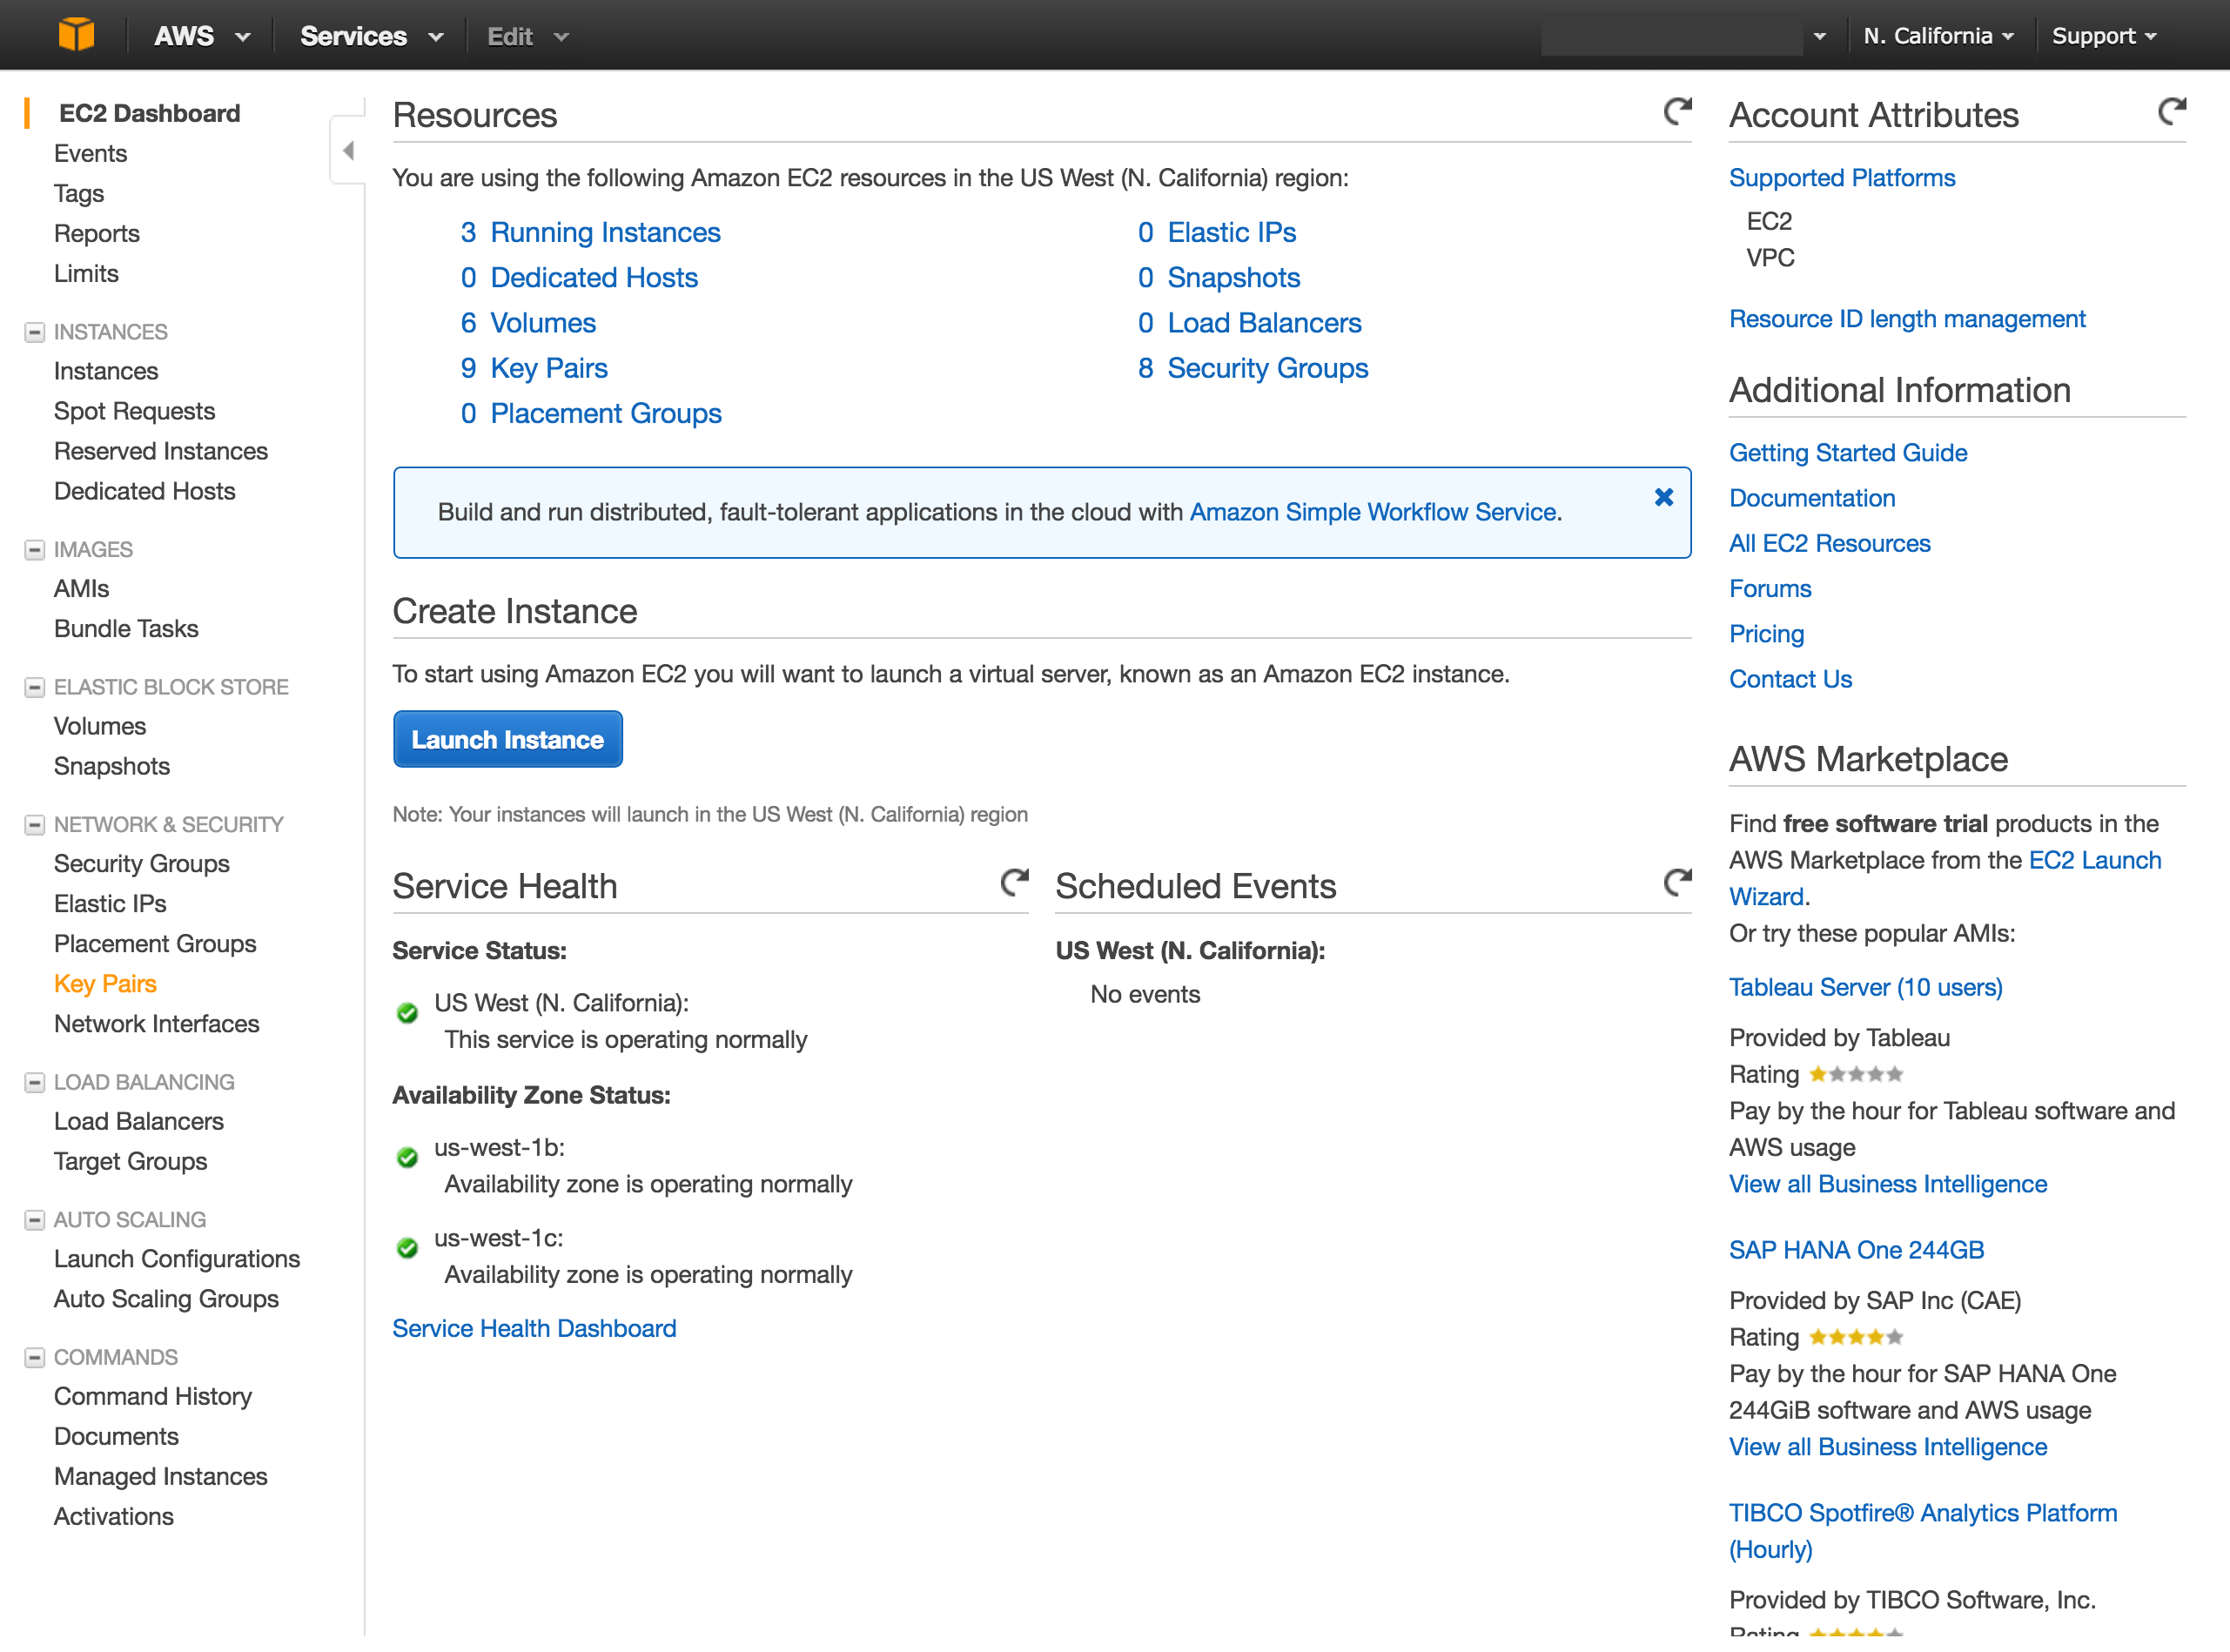 AWS Services Edit N. California Support
EC2 Dashboard
Events
Tags
Reports
Limits
INSTANCES
Instances
Spot Requests
Reserved Instances
Dedicated Hosts
IMAGES
AMIs
Bundle Tasks
ELASTIC BLOCK STORE
Volumes
Snapshots
NETWORK & SECURITY
Security Groups
Elastic IPs
Placement Groups
Key Pairs
Network Interfaces
LOAD BALANCING
Load Balancers
Target Groups
AUTO SCALING
Launch Configurations
Auto Scaling Groups
COMMANDS
Command History
Documents
Managed Instances
Activations
Resources
You are using the following Amazon EC2 resources in the US West (N. California) region:
3 Running Instances
0 Dedicated Hosts
6 Volumes
9 Key Pairs
0 Placement Groups
0 Elastic IPs
0 Snapshots
0 Load Balancers
8 Security Groups
Build and run distributed, fault-tolerant applications in the cloud with Amazon Simple Workflow Service.
Create Instance
To start using Amazon EC2 you will want to launch a virtual server, known as an Amazon EC2 instance.
Launch Instance
Note: Your instances will launch in the US West (N. California) region
Service Health
Service Status:
US West (N. California):
This service is operating normally
Availability Zone Status:
us-west-1b:
Availability zone is operating normally
us-west-1c:
Availability zone is operating normally
Service Health Dashboard
Scheduled Events
US West (N. California):
No events
Account Attributes
Supported Platforms
EC2
VPC
Resource ID length management
Additional Information
Getting Started Guide
Documentation
All EC2 Resources
Forums
Pricing
Contact Us
AWS Marketplace
Find free software trial products in the
AWS Marketplace from the EC2 Launch
Wizard.
Or try these popular AMIs:
Tableau Server (10 users)
Provided by Tableau
Rating
Pay by the hour for Tableau software and
AWS usage
View all Business Intelligence
SAP HANA One 244GB
Provided by SAP Inc (CAE)
Rating
Pay by the hour for SAP HANA One
244GiB software and AWS usage
View all Business Intelligence
TIBCO Spotfire® Analytics Platform
(Hourly)
Provided by TIBCO Software, Inc.
Rating